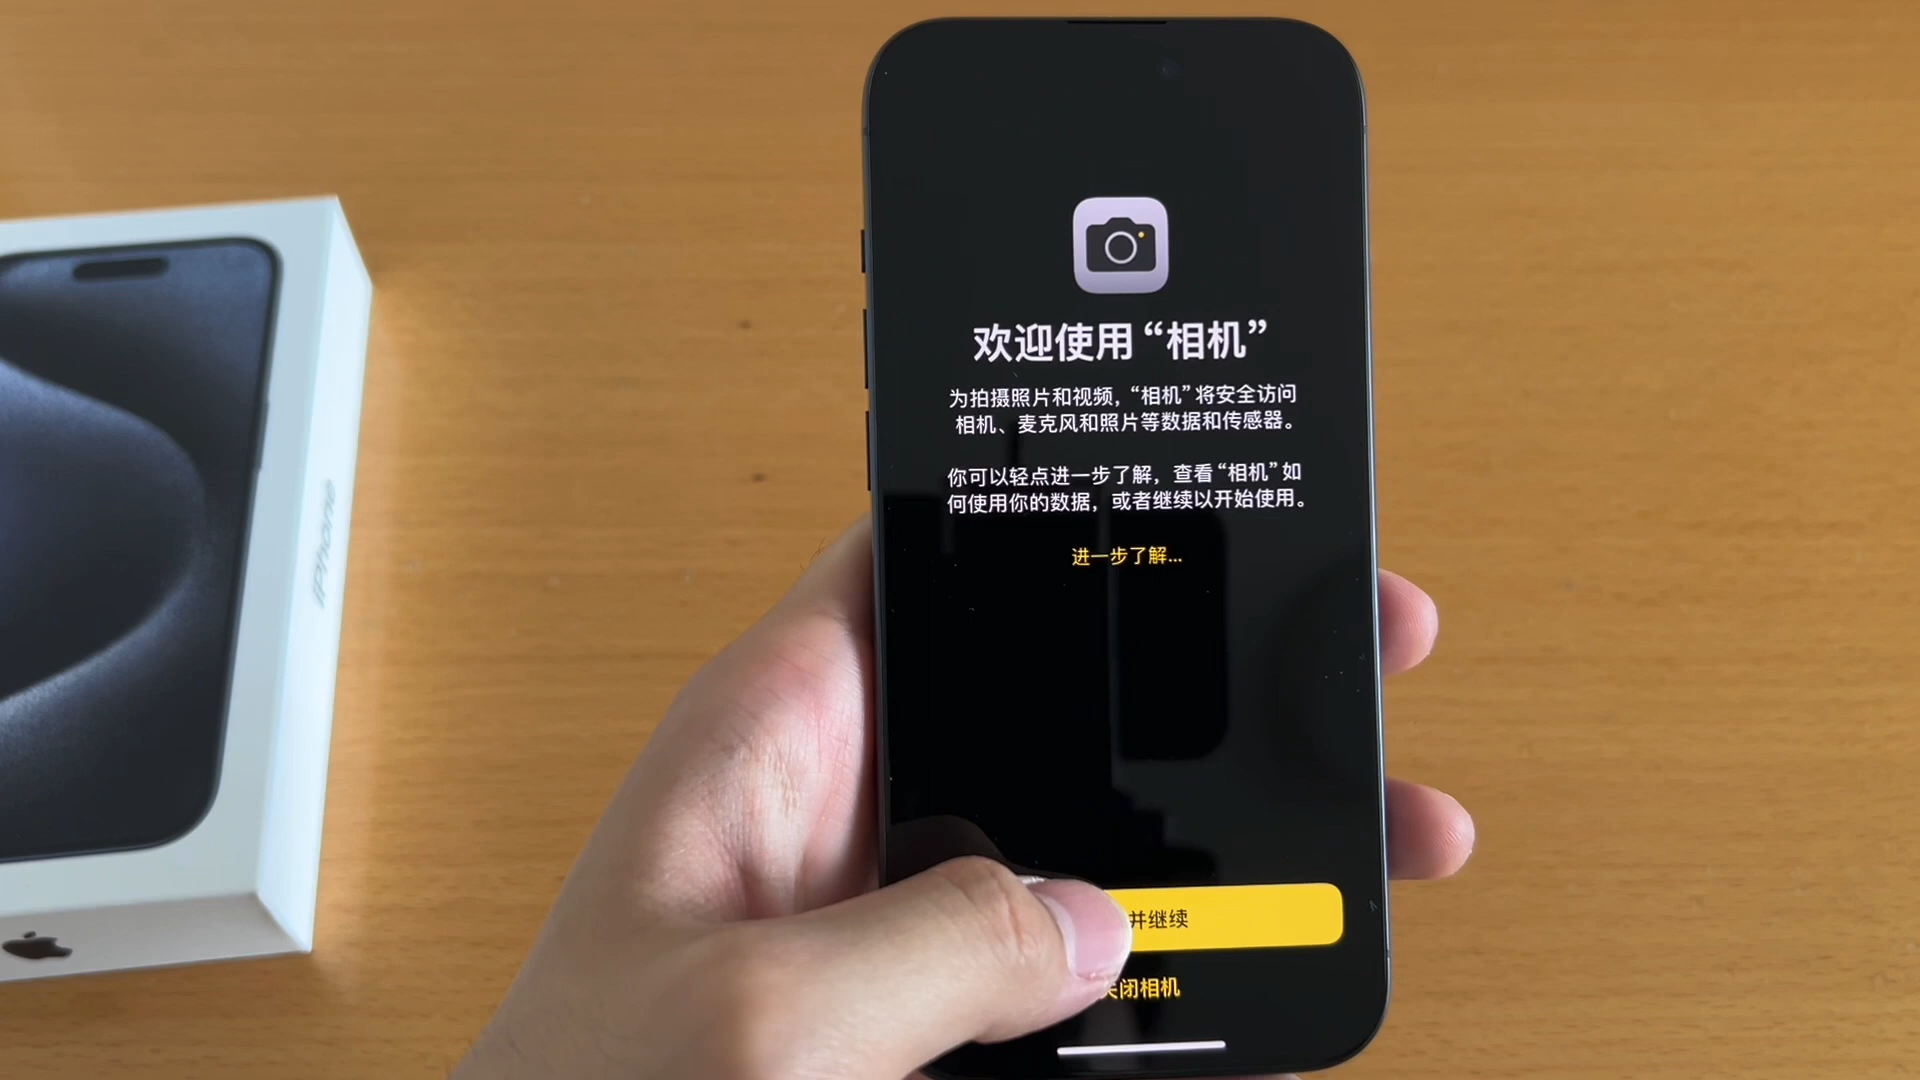 欢迎使用“相机”
为拍摄照片和视频，“相机”将安全访问
相机、麦克风和照片等数据和传感器。
你可以轻点进一步了解，查看“相机”如
何使用你的数据，或者继续以开始使用。
进一步了解...
并继续
关闭相机
iPhone